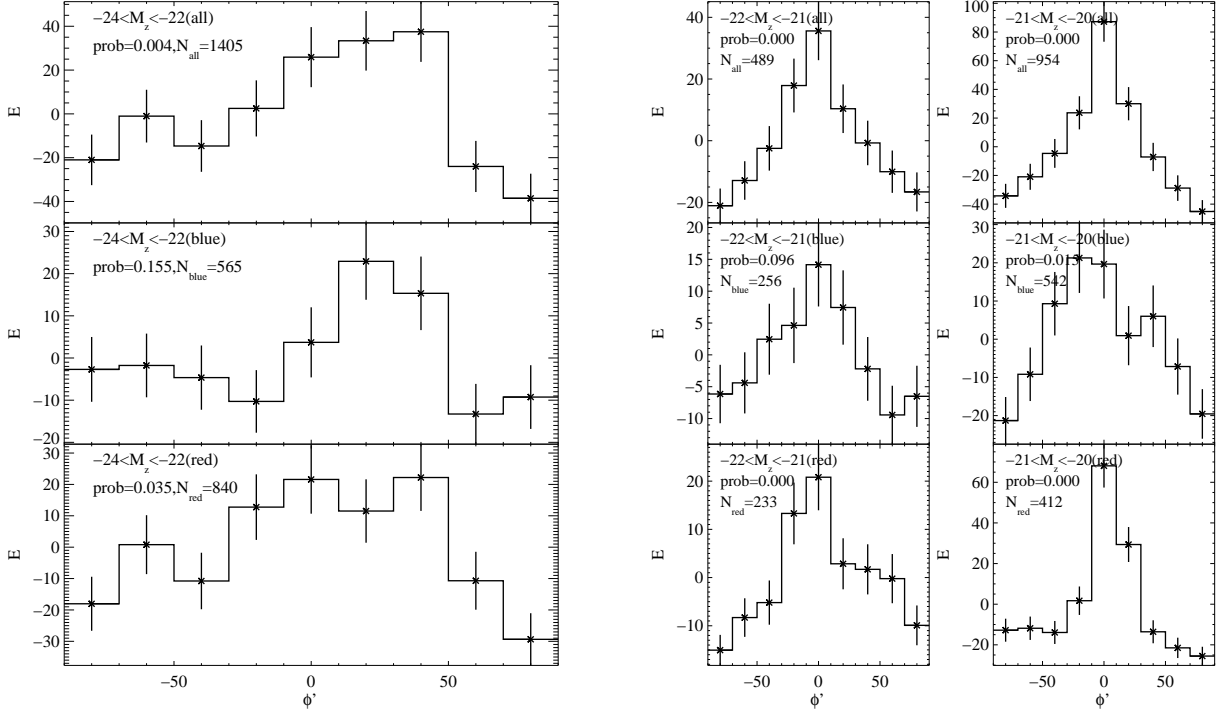 −24<M_z<−22(all)
prob=0.004,N_all=1405
E
40
20
0
−20
−40
−24<M_z<−22(blue)
prob=0.155,N_blue=565
E
30
20
10
0
−10
−20
−24<M_z<−22(red)
prob=0.035,N_red=840
E
30
20
10
0
−10
−20
−30
−50
0
50
ϕ’
−22<M_z<−21(all)
prob=0.000
N_all=489
E
40
20
0
−20
−22<M_z<−21(blue)
prob=0.096
N_blue=256
E
20
15
10
5
0
−5
−10
−22<M_z<−21(red)
prob=0.000
N_red=233
E
20
10
0
−10
−50
0
50
ϕ’
−21<M_z<−20(all)
prob=0.000
N_all=954
E
100
80
60
40
20
0
−20
−40
−21<M_z<−20(blue)
prob=0.015
N_blue=542
E
30
20
10
0
−10
−20
−21<M_z<−20(red)
prob=0.000
N_red=412
E
60
40
20
0
−20
−50
0
50
ϕ’